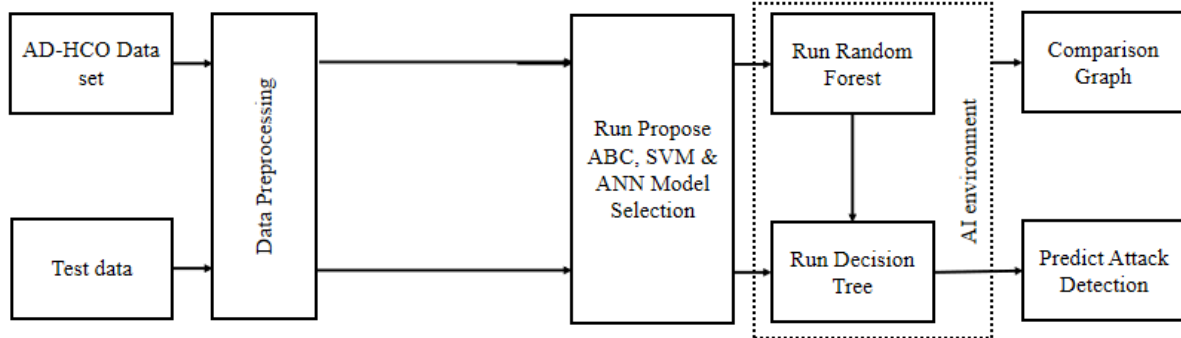 AD-HCO Data
set
Test data
Data Preprocessing
Run Propose
ABC, SVM &
ANN Model
Selection
Run Random
Forest
Run Decision
Tree
AI environment
Comparison
Graph
Predict Attack
Detection